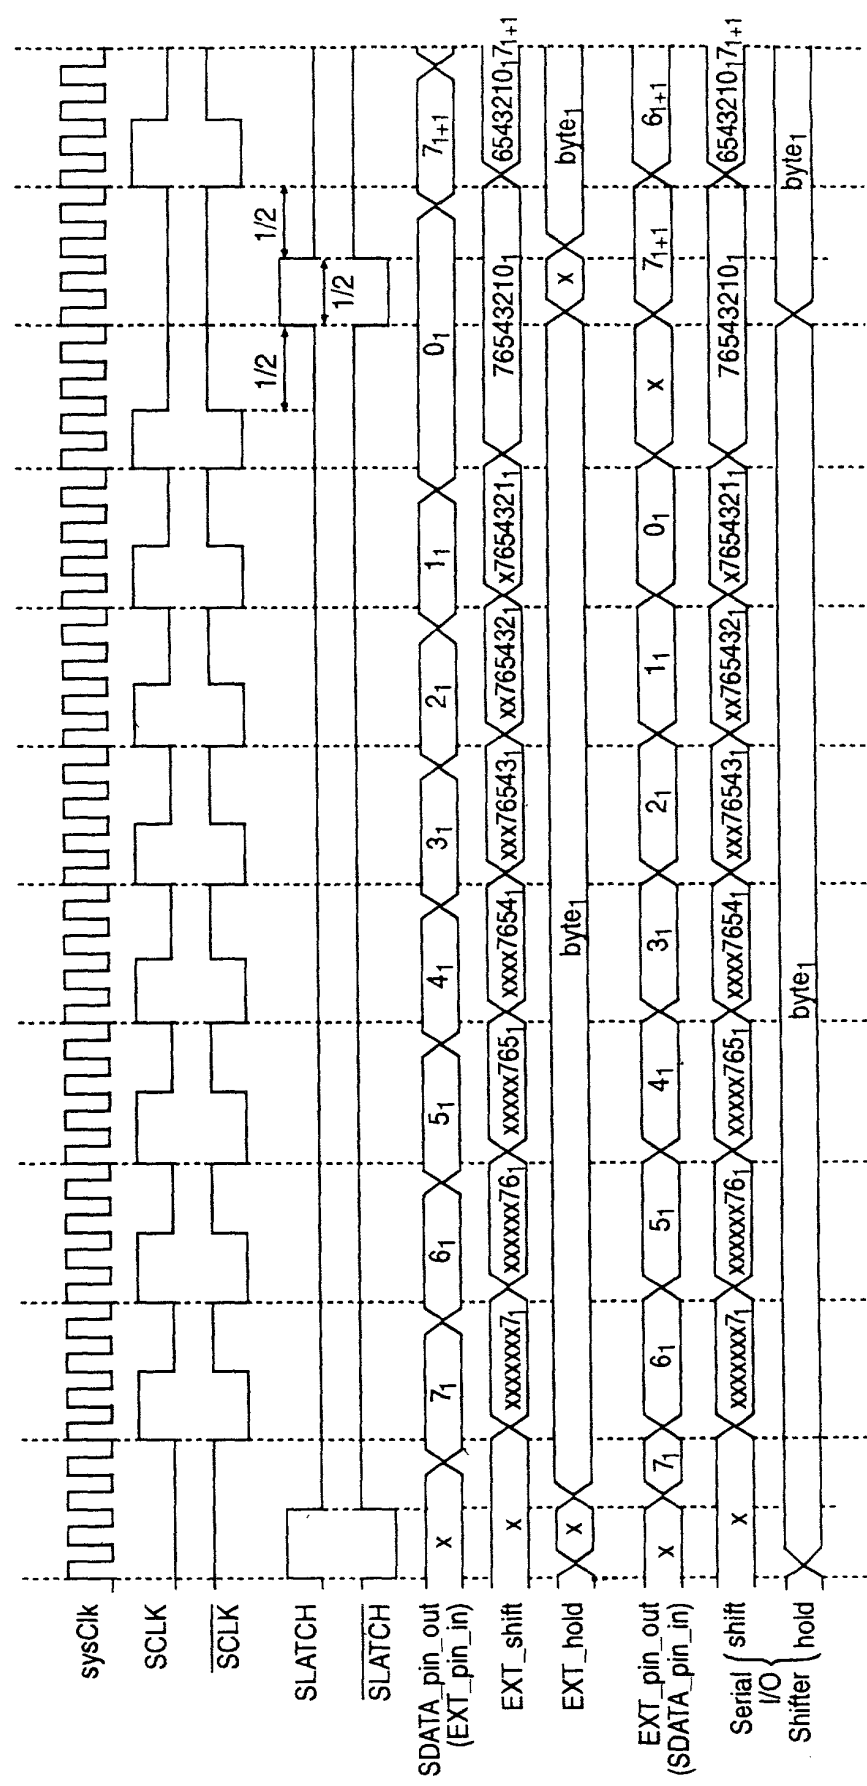 sysClk
SCLK
SCLK
SLATCH
1/2 1/2 1/2
SLATCH
SDATA_pin_out
(EXT_pin_in)
x 7₁ 6₁ 5₁ 4₁ 3₁ 2₁ 1₁ 0₁ 7₁₊₁
EXT_shift
x xxxxxxx7₁ xxxxxx76₁ xxxxx765₁ xxxx7654₁ xxx76543₁ xx765432₁ x7654321₁ 76543210₁ 6543210₁7₁₊₁
EXT_hold
x byte₁ x byte₁
EXT_pin_out
(SDATA_pin_in)
x 7₁ 6₁ 5₁ 4₁ 3₁ 2₁ 1₁ 0₁ x 7₁₊₁ 6₁₊₁
Serial
I/O
Shifter
shift
x xxxxxxx7₁ xxxxxx76₁ xxxxx765₁ xxxx7654₁ xxx76543₁ xx765432₁ x7654321₁ 76543210₁ 6543210₁7₁₊₁
hold
byte₁ byte₁